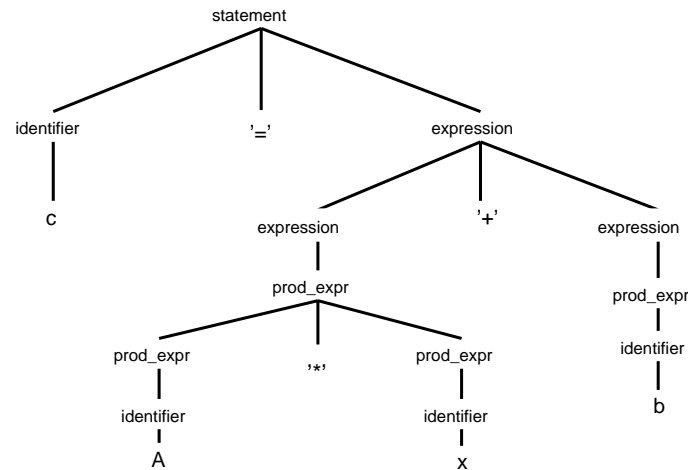 statement
identifier
’=’
expression
c
expression
’+’
expression
prod_expr
prod_expr
prod_expr
’*’
prod_expr
identifier
identifier
identifier
b
A
x